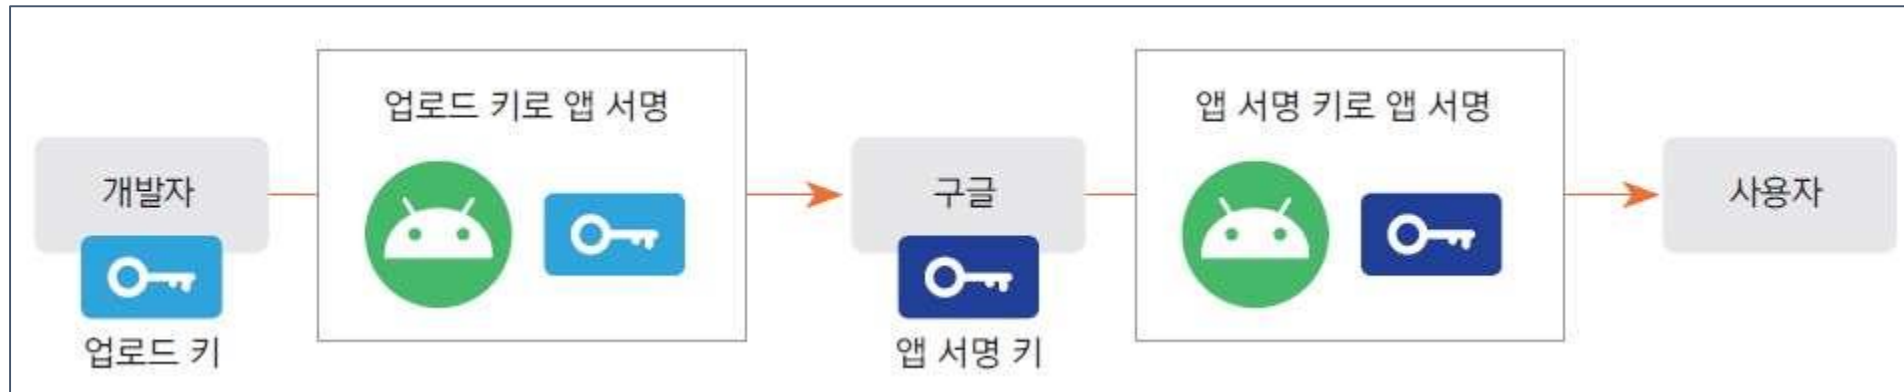 업로드 키로 앱 서명
앱 서명 키로 앱 서명
개발자
구글
사용자
업로드 키
앱 서명 키